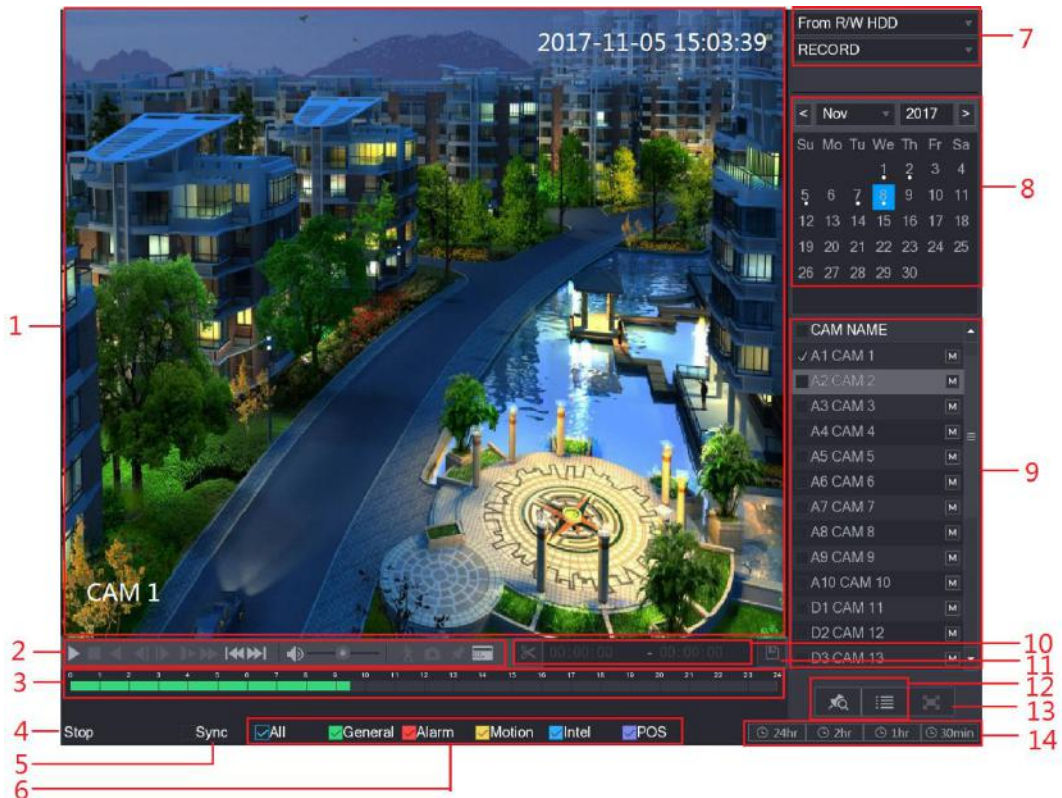 2017-11-05 15:03:39
CAM 1
From R/W HDD
RECORD
7
< Nov 2017 >
Su Mo Tu We Th Fr Sa
1 2 3 4
5 6 7 8 9 10 11
12 13 14 15 16 17 18
19 20 21 22 23 24 25
26 27 28 29 30
8
1
CAM NAME
A1 CAM 1 M
A2 CAM 2 M
A3 CAM 3 M
A4 CAM 4 M
A5 CAM 5 M
A6 CAM 6 M
A7 CAM 7 M
A8 CAM 8 M
A9 CAM 9 M
A10 CAM 10 M
D1 CAM 11 M
D2 CAM 12 M
D3 CAM 13 M
9
2
00:00:00 - 00:00:00
10
11
3
0 1 2 3 4 5 6 7 8 9 10 11 12 13 14 15 16 17 18 19 20 21 22 23 24
12
13
4
Stop Sync All General Alarm Motion Intel POS
24hr 2hr 1hr 30min
14
5
6